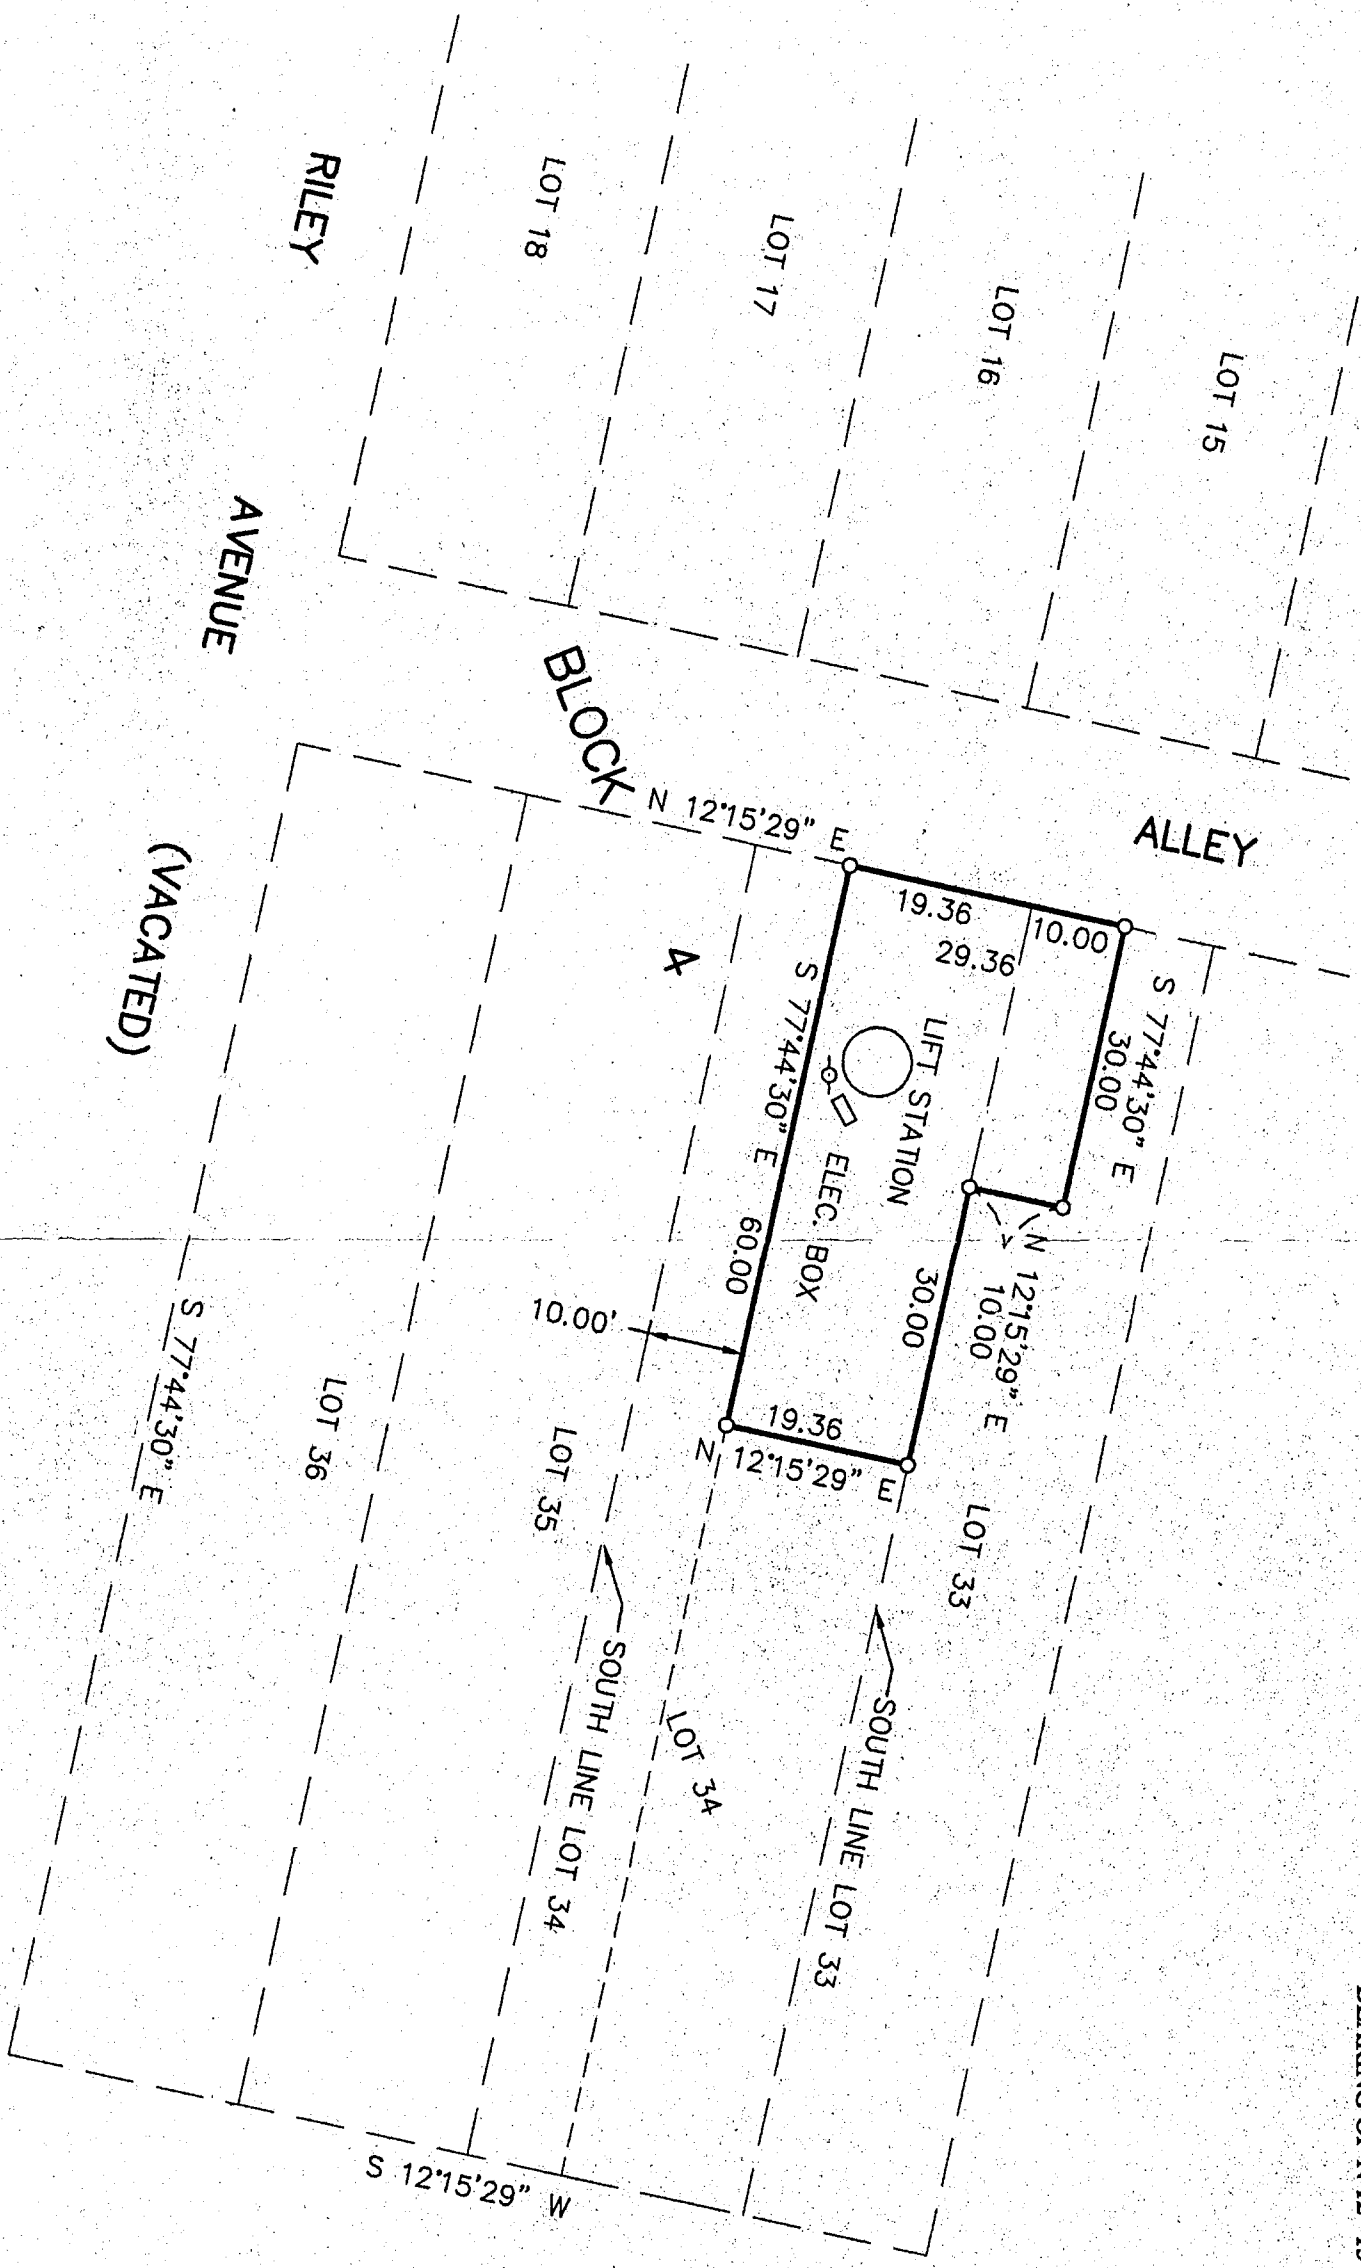 RILEY
AVENUE
(VACATED)
LOT 18
LOT 17
LOT 16
LOT 15
BLOCK
4
ALLEY
N 12°15'29" E
19.36
10.00
29.36
S 77°44'30" E
30.00
LIFT STATION
ELEC. BOX
S 77°44'30" E 60.00
N 12°15'29" E
10.00
30.00
19.36
N 12°15'29" E
10.00'
LOT 33
LOT 34
LOT 35
LOT 36
SOUTH LINE LOT 33
SOUTH LINE LOT 34
S 77°44'30" E
S 12°15'29" W